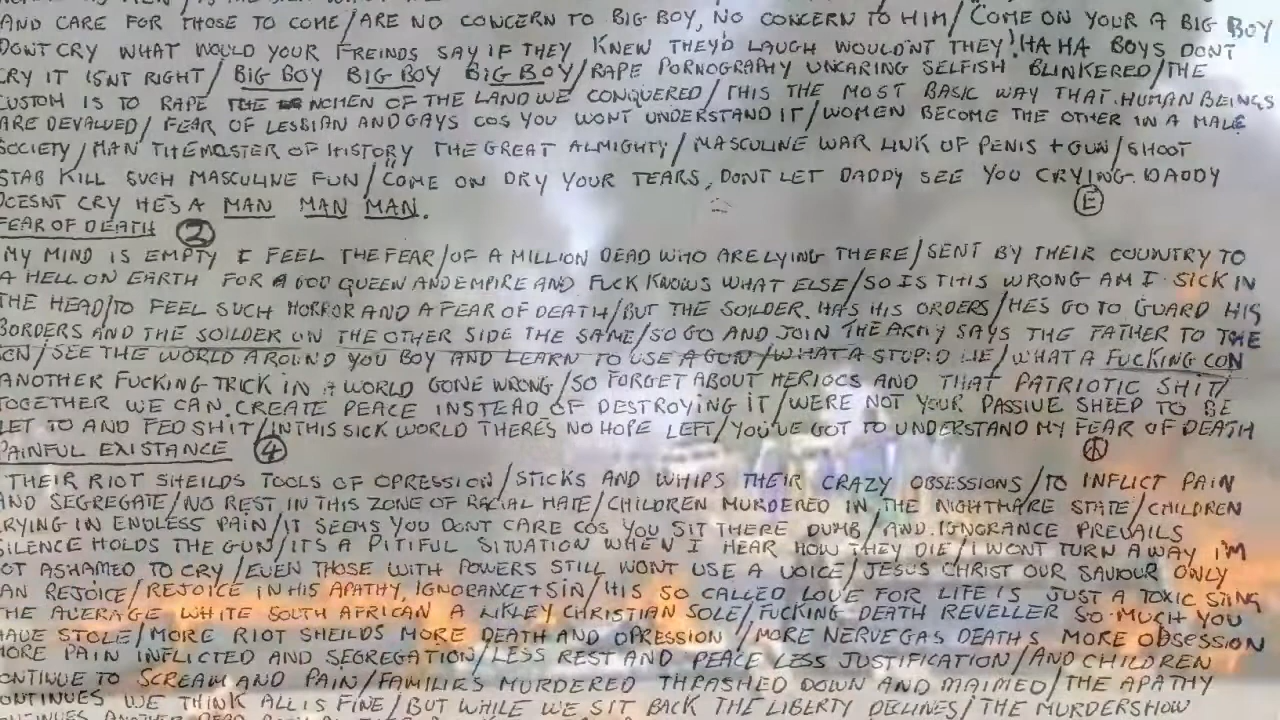 AND CARE FOR THOSE TO COME/ARE NO CONCERN TO BIG BOY, NO CONCERN TO HIM/COME ON YOUR A BIG BOY
DONT CRY WHAT WOULD YOUR FREINDS SAY IF THEY KNEW THEY'D LAUGH WOULDN'T THEY! HA HA BOYS DONT
CRY IT ISNT RIGHT/BIG BOY BIG BOY BIG BOY/RAPE PORNOGRAPHY UNCARING SELFISH BLINKERED/THE
CUSTOM IS TO RAPE THE WOMEN OF THE LAND WE CONQUERED/THIS THE MOST BASIC WAY THAT HUMAN BEINGS
ARE DEVALUED/FEAR OF LESBIAN AND GAYS COS YOU WONT UNDERSTAND IT/WOMEN BECOME THE OTHER IN A MALE
SOCIETY/MAN THE MASTER OF HISTORY THE GREAT ALMIGHTY/MASCULINE WAR LINK OF PENIS + GUN/SHOOT
STAB KILL SUCH MASCULINE FUN/COME ON DRY YOUR TEARS, DONT LET DADDY SEE YOU CRYING. DADDY
DOESNT CRY HE'S A MAN MAN MAN. E
FEAR OF DEATH 2
MY MIND IS EMPTY I FEEL THE FEAR/OF A MILLION DEAD WHO ARE LYING THERE/SENT BY THEIR COUNTRY TO
A HELL ON EARTH FOR A GOD QUEEN AND EMPIRE AND FUCK KNOWS WHAT ELSE/SO IS THIS WRONG AM I SICK IN
THE HEAD/TO FEEL SUCH HORROR AND A FEAR OF DEATH/BUT THE SOILDER HAS HIS ORDERS/HE'S GO TO GUARD HIS
BORDERS AND THE SOILDER ON THE OTHER SIDE THE SAME/SO GO AND JOIN THE ARMY SAYS THE FATHER TO THE
SON/SEE THE WORLD AROUND YOU BOY AND LEARN TO USE A GUN/WHAT A STUPID LIE/WHAT A FUCKING CON
ANOTHER FUCKING TRICK IN A WORLD GONE WRONG/SO FORGET ABOUT HERIOCS AND THAT PATRIOTIC SHIT/
TOGETHER WE CAN CREATE PEACE INSTEAD OF DESTROYING IT/WERE NOT YOUR PASSIVE SHEEP TO BE
LET TO AND FED SHIT/IN THIS SICK WORLD THERE'S NO HOPE LEFT/YOU'VE GOT TO UNDERSTAND MY FEAR OF DEATH
PAINFUL EXISTANCE 4
THEIR RIOT SHEILDS TOOLS OF OPRESSION/STICKS AND WHIPS THEIR CRAZY OBSESSIONS/TO INFLICT PAIN
AND SEGREGATE/NO REST IN THIS ZONE OF RACIAL HATE/CHILDREN MURDERED IN THE NIGHTMARE STATE/CHILDREN
CRYING IN ENDLESS PAIN/IT SEEMS YOU DONT CARE COS YOU SIT THERE DUMB/AND IGNORANCE PREVAILS
SILENCE HOLDS THE GUN/ITS A PITIFUL SITUATION WHEN I HEAR HOW THEY DIE/I WONT TURN AWAY I'M
NOT ASHAMED TO CRY/EVEN THOSE WITH POWERS STILL WONT USE A VOICE/JESUS CHRIST OUR SAVIOUR ONLY
CAN REJOICE/REJOICE IN HIS APATHY, IGNORANCE + SIN/HIS SO CALLED LOVE FOR LIFE IS JUST A TOXIC STING
THE AVERAGE WHITE SOUTH AFRICAN A LIKLEY CHRISTIAN SOLE/FUCKING DEATH REVELLER SO MUCH YOU
HAVE STOLE/MORE RIOT SHEILDS MORE DEATH AND OPRESSION/MORE NERVEGAS DEATHS MORE OBSESSION
MORE PAIN INFLICTED AND SEGREGATION/LESS REST AND PEACE LESS JUSTIFICATION/AND CHILDREN
CONTINUE TO SCREAM AND PAIN/FAMILIES MURDERED THRASHED DOWN AND MAIMED/THE APATHY
CONTINUES WE THINK ALL IS FINE/BUT WHILE WE SIT BACK THE LIBERTY DECLINES/THE MURDERSHOW